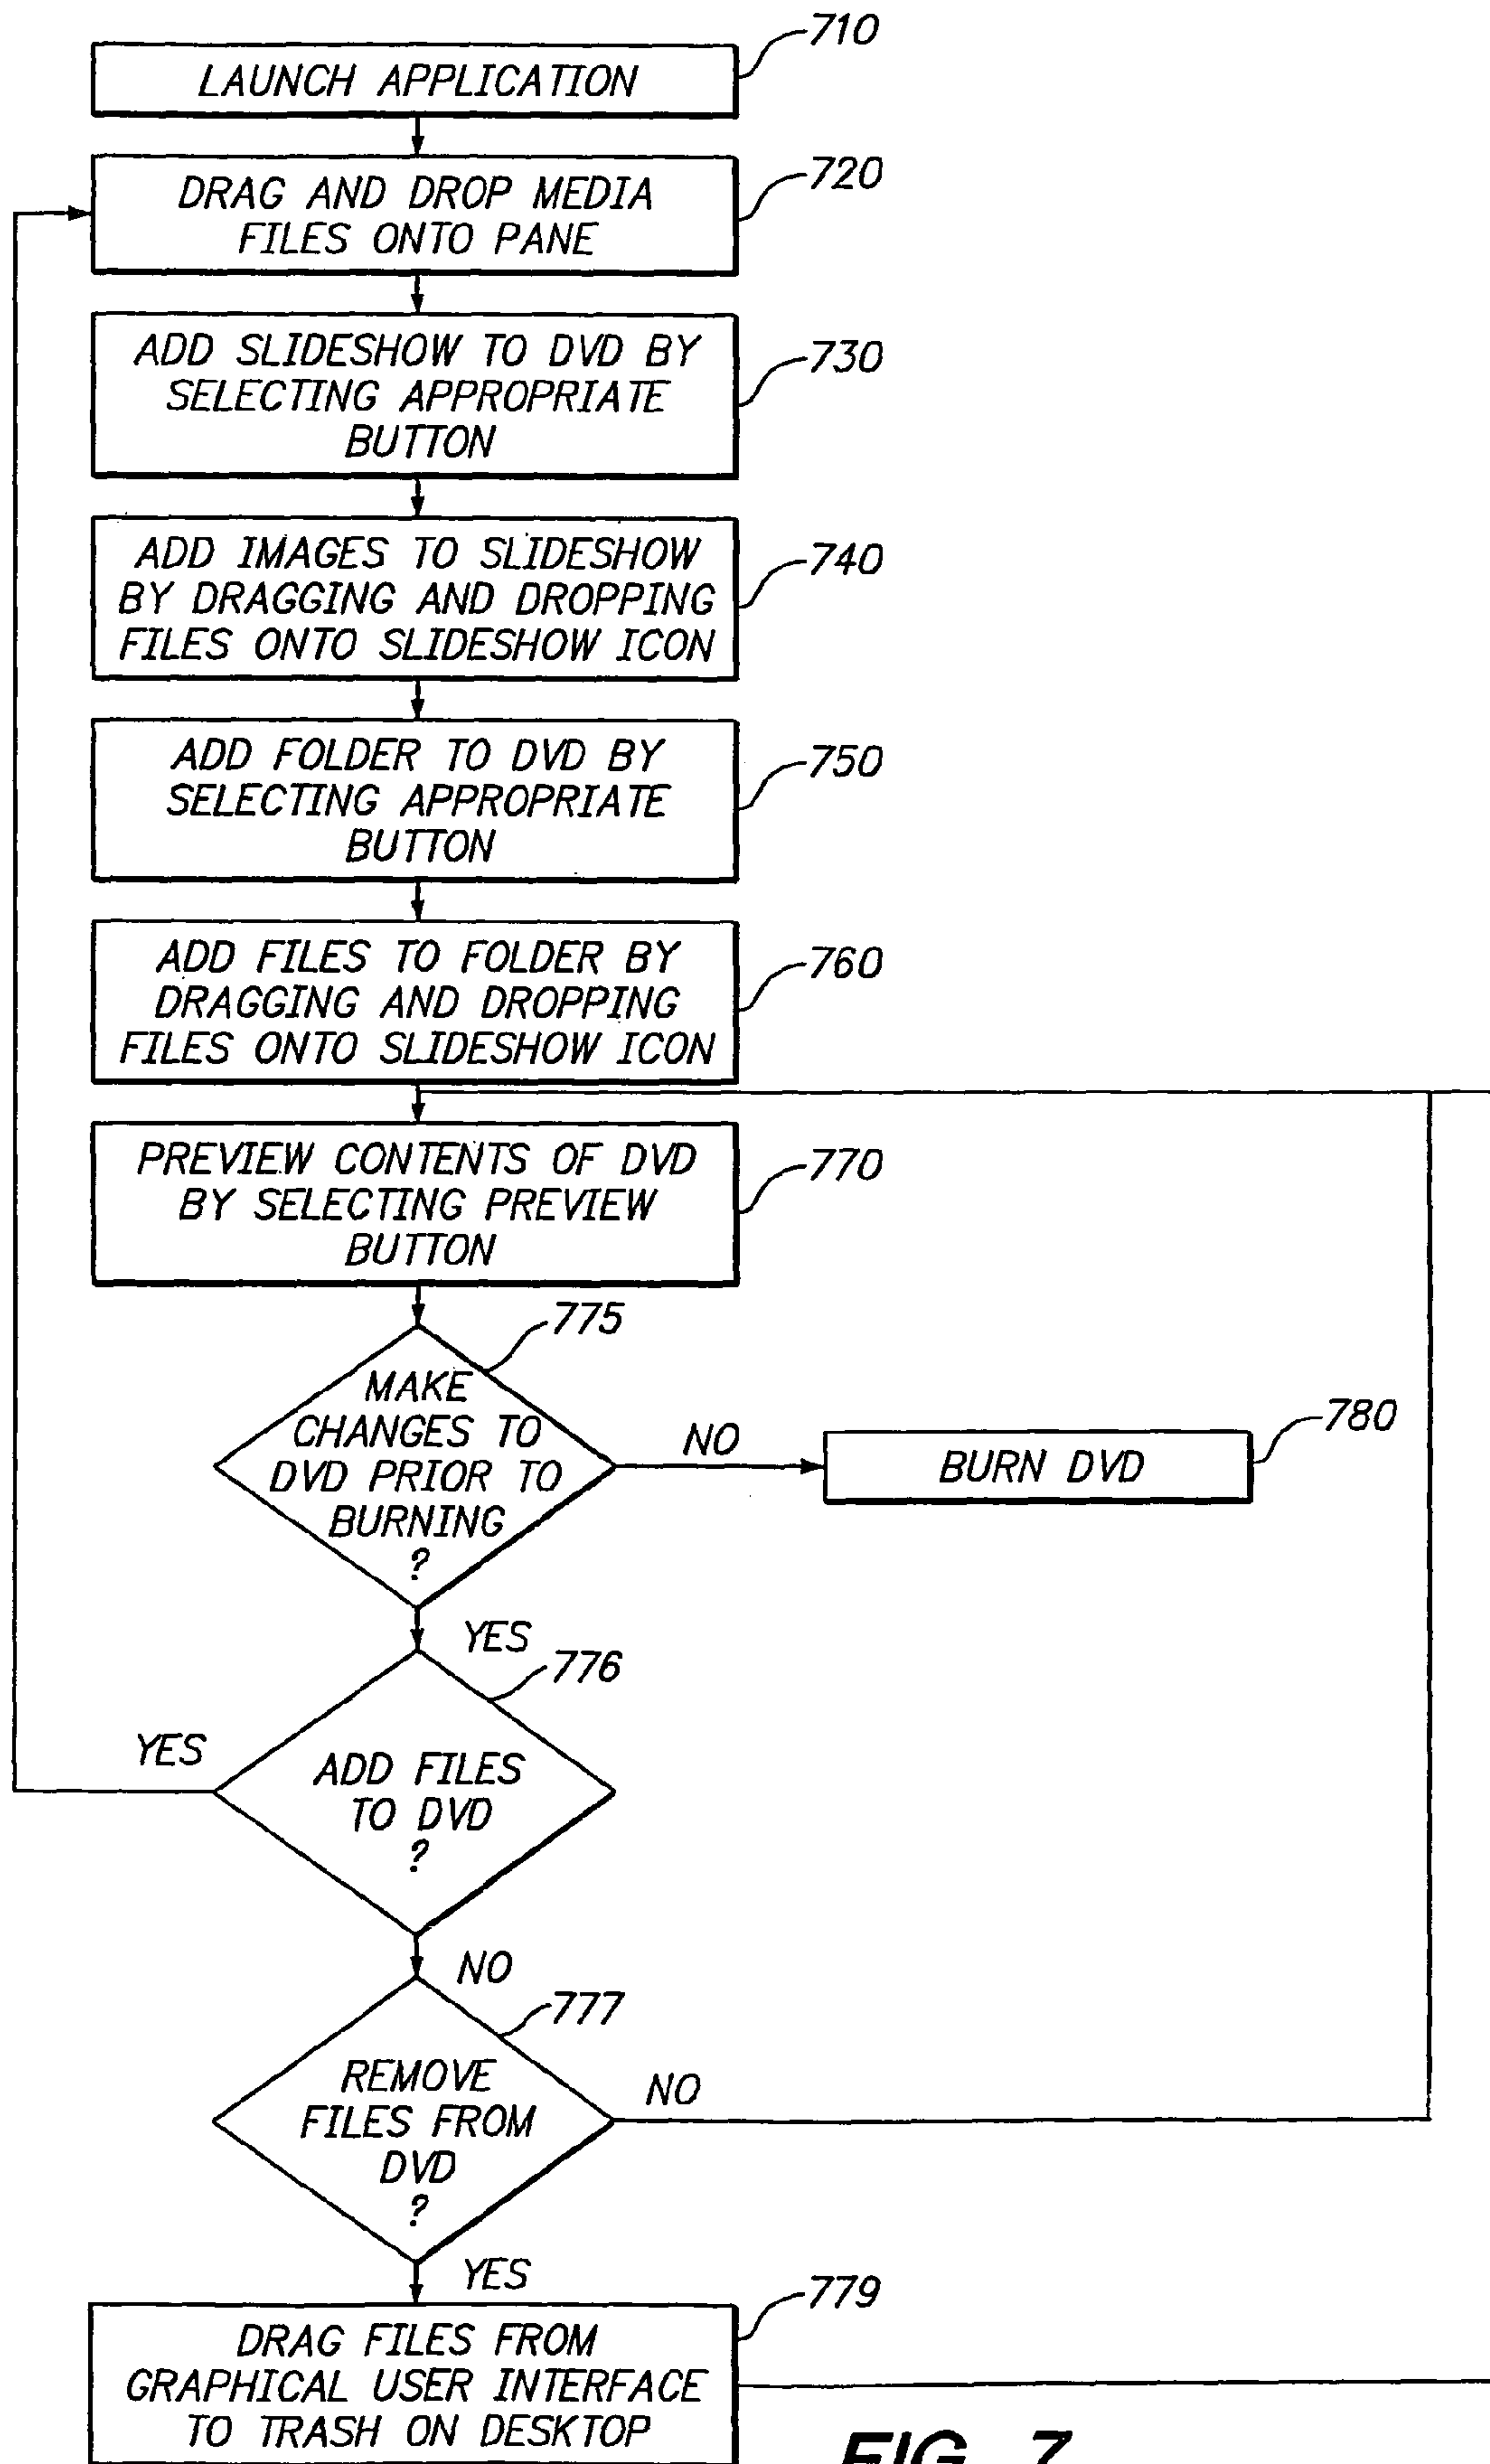 710
LAUNCH APPLICATION
720
DRAG AND DROP MEDIA
FILES ONTO PANE
730
ADD SLIDESHOW TO DVD BY
SELECTING APPROPRIATE
BUTTON
740
ADD IMAGES TO SLIDESHOW
BY DRAGGING AND DROPPING
FILES ONTO SLIDESHOW ICON
750
ADD FOLDER TO DVD BY
SELECTING APPROPRIATE
BUTTON
760
ADD FILES TO FOLDER BY
DRAGGING AND DROPPING
FILES ONTO SLIDESHOW ICON
770
PREVIEW CONTENTS OF DVD
BY SELECTING PREVIEW
BUTTON
775
MAKE
CHANGES TO
DVD PRIOR TO
BURNING
?
NO
780
BURN DVD
YES
776
YES
ADD FILES
TO DVD
?
NO
777
REMOVE
FILES FROM
DVD
?
NO
YES
779
DRAG FILES FROM
GRAPHICAL USER INTERFACE
TO TRASH ON DESKTOP
FIG. 7